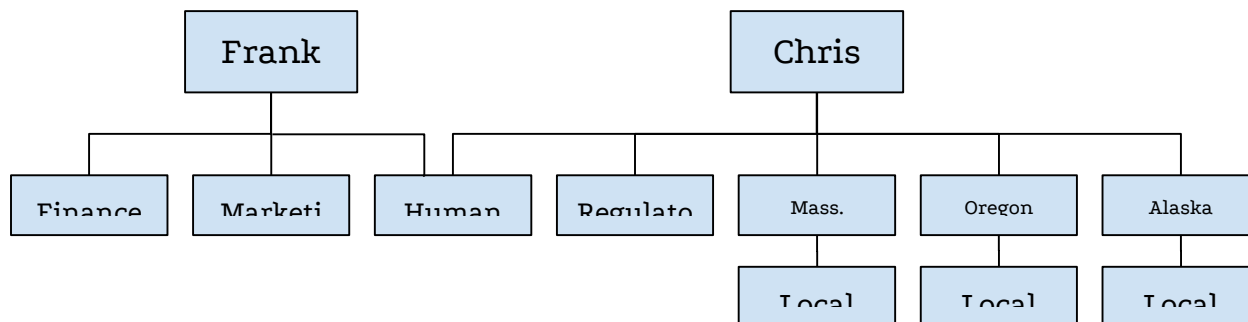 Frank
Chris
Finance
Marketi
Human
Regulato
Mass.
Oregon
Alaska
Local
Local
Local